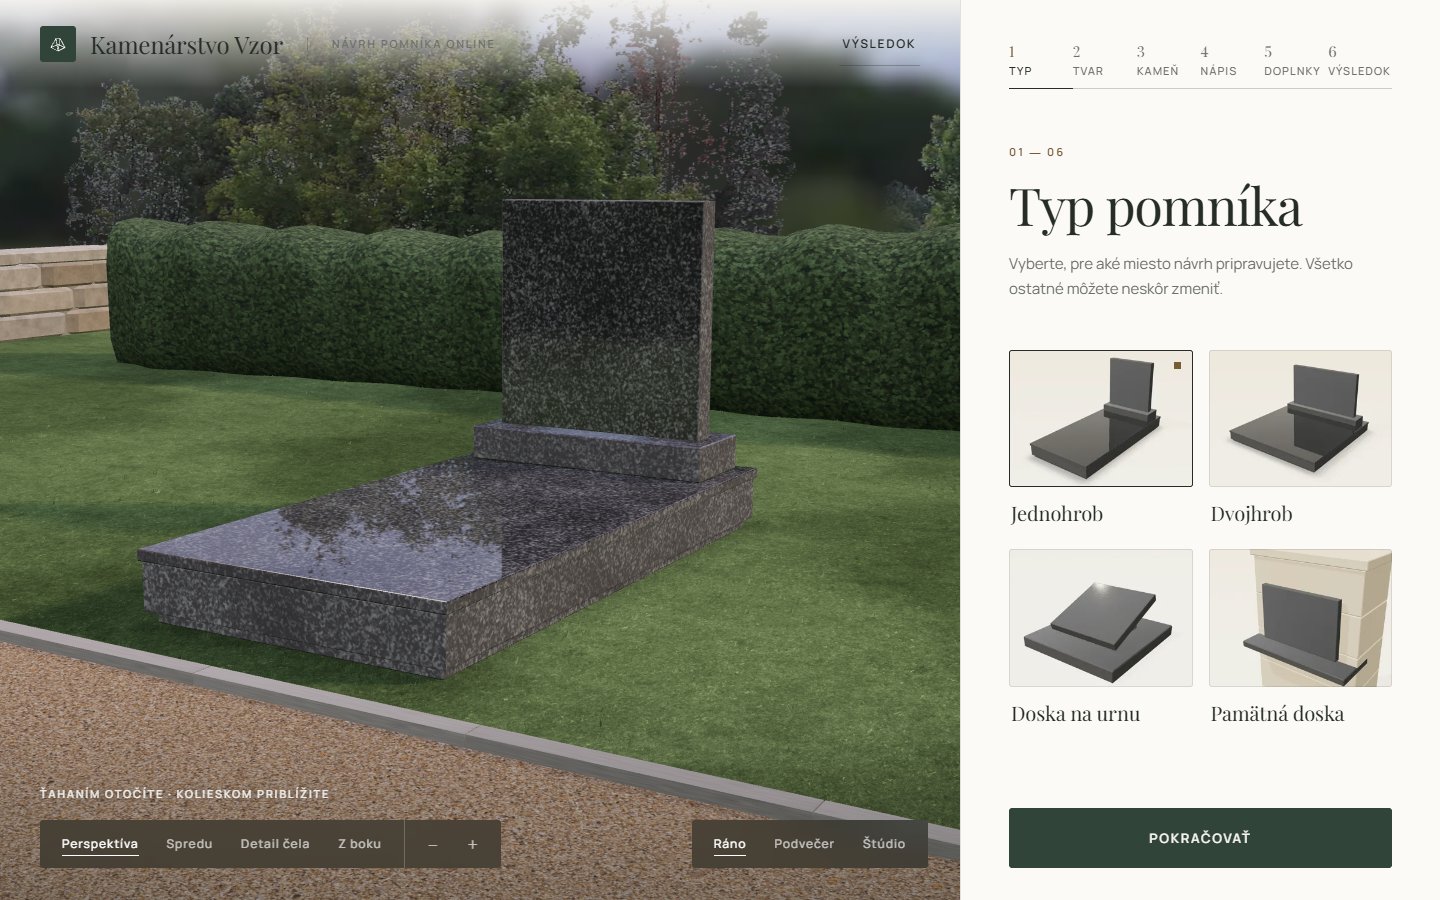 Kamenárstvo Vzor
NÁVRH POMNÍKA ONLINE
VÝSLEDOK
1
TYP
2
TVAR
3
KAMEŇ
4
NÁPIS
5
DOPLNKY
6
VÝSLEDOK
01 — 06
Typ pomníka
Vyberte, pre aké miesto návrh pripravujete. Všetko
ostatné môžete neskôr zmeniť.
Jednohrob
Dvojhrob
Doska na urnu
Pamätná doska
POKRAČOVAŤ
ŤAHANÍM OTOČÍTE · KOLIESKOM PRIBLÍŽITE
Perspektíva Spredu Detail čela Z boku – +
Ráno Podvečer Štúdio